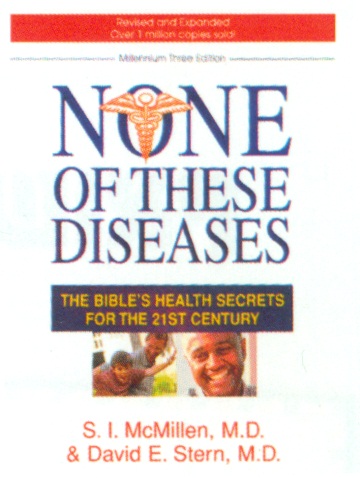 Revised and Expanded
Over 1 million copies sold!
Millennium Three Edition
NONE
OF THESE
DISEASES
THE BIBLE'S HEALTH SECRETS
FOR THE 21ST CENTURY
S. I. McMillen, M.D.
& David E. Stern, M.D.